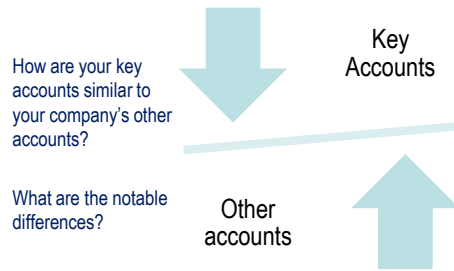 How are your key
accounts similar to
your company's other
accounts?
What are the notable
differences?
Key
Accounts
Other
accounts